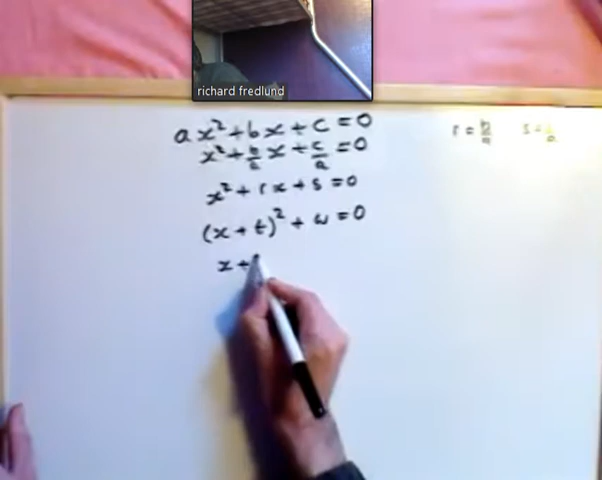 richard fredlund
ax²+bx+c=0
x²+b/a x+c/a=0
r=b/a s=c/a
x²+rx+s=0
(x+t)²+u=0
x+